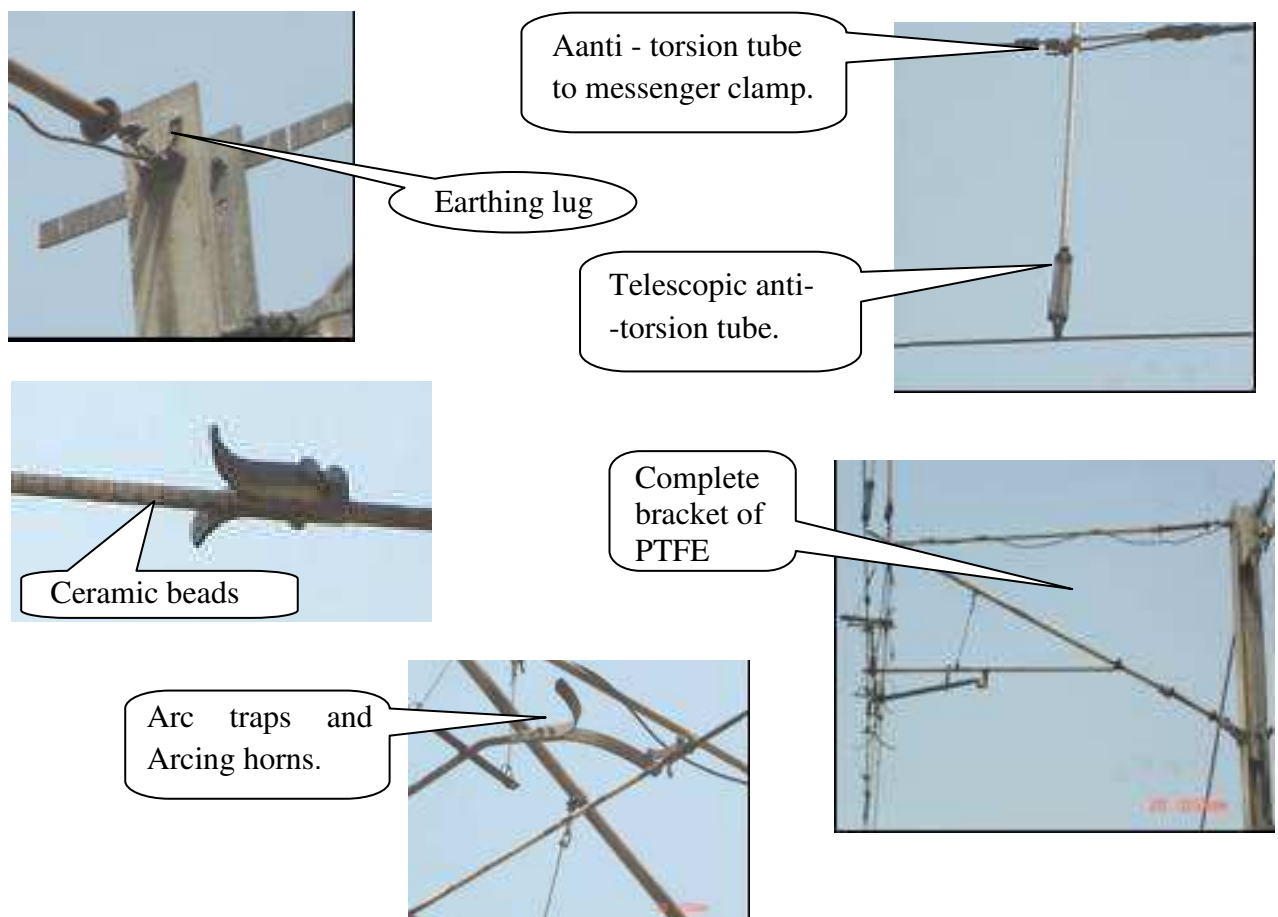 Aanti - torsion tube
to messenger clamp.
Earthing lug
Telescopic anti-
-torsion tube.
Ceramic beads
Complete
bracket of
PTFE
Arc traps and
Arcing horns.